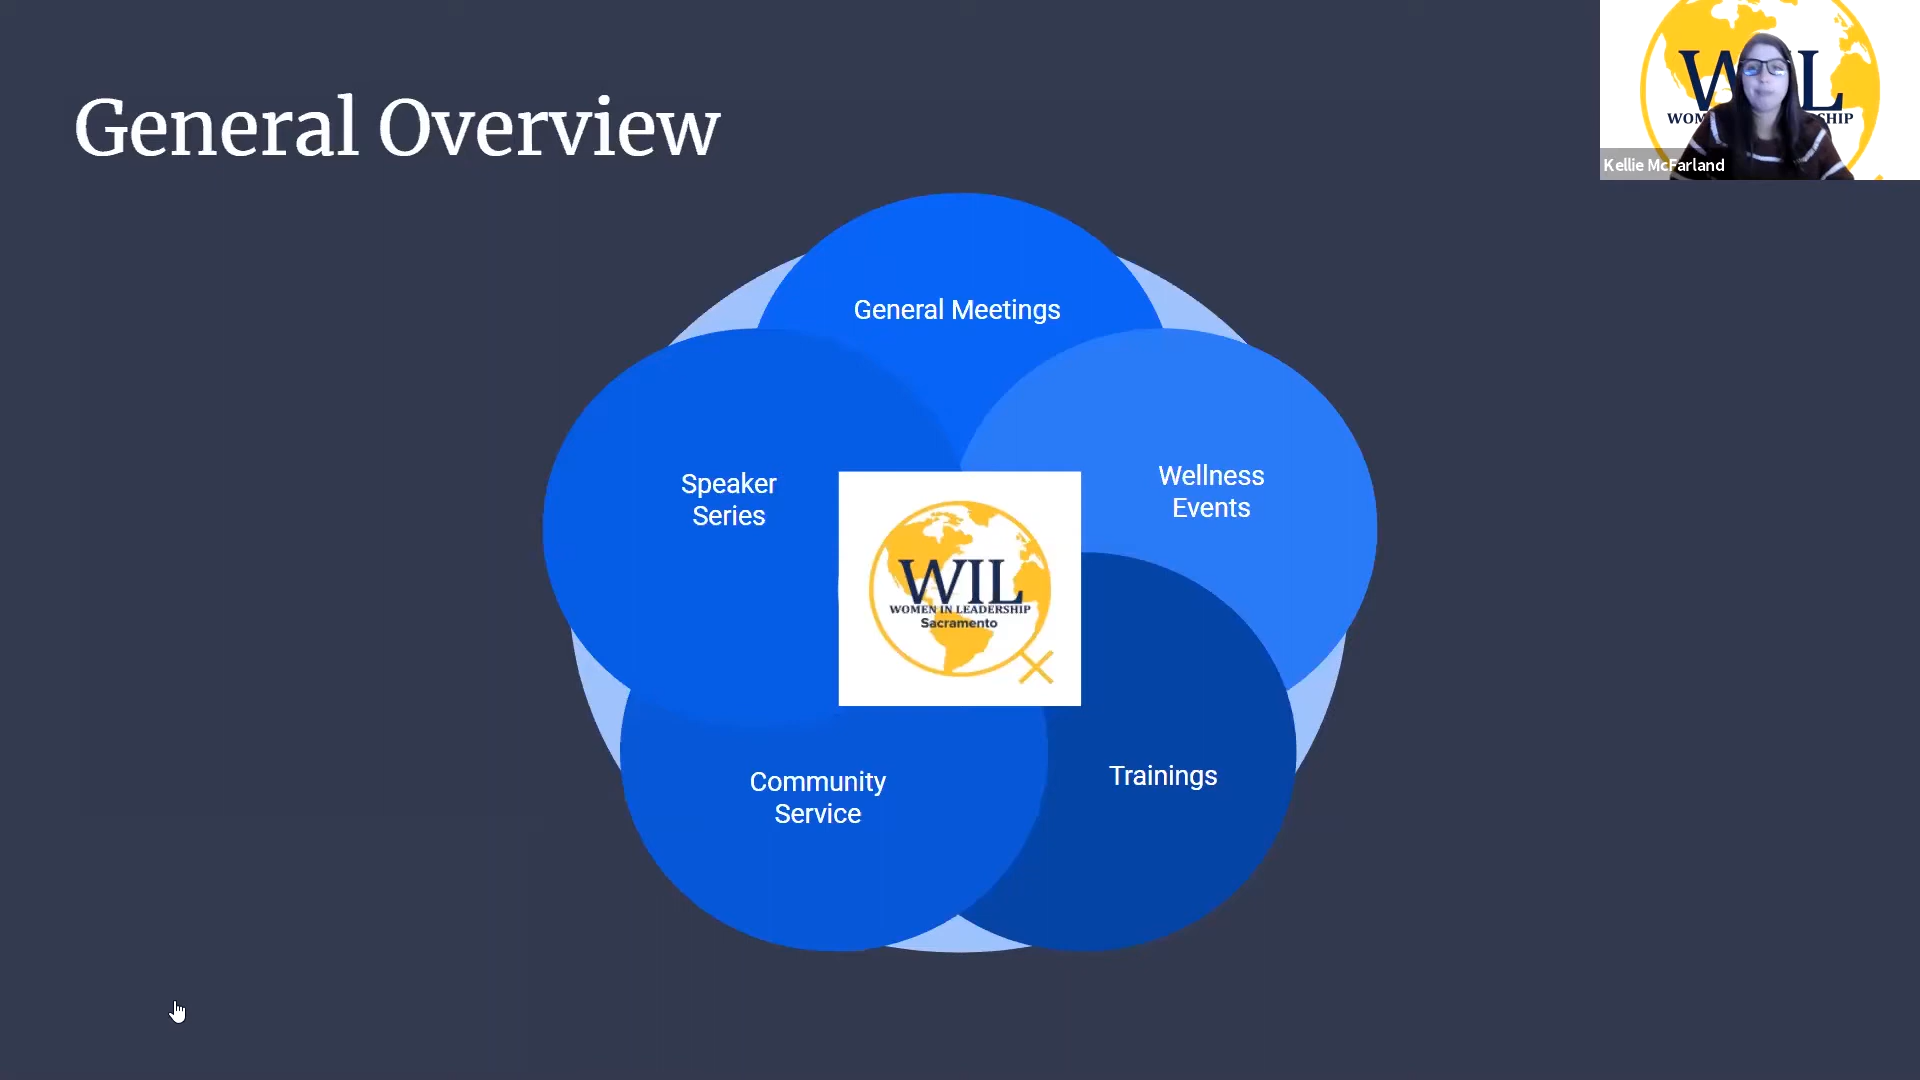 General Overview
General Meetings
Speaker
Series
Wellness
Events
WIL
WOMEN IN LEADERSHIP
Sacramento
Community
Service
Trainings
Kellie McFarland